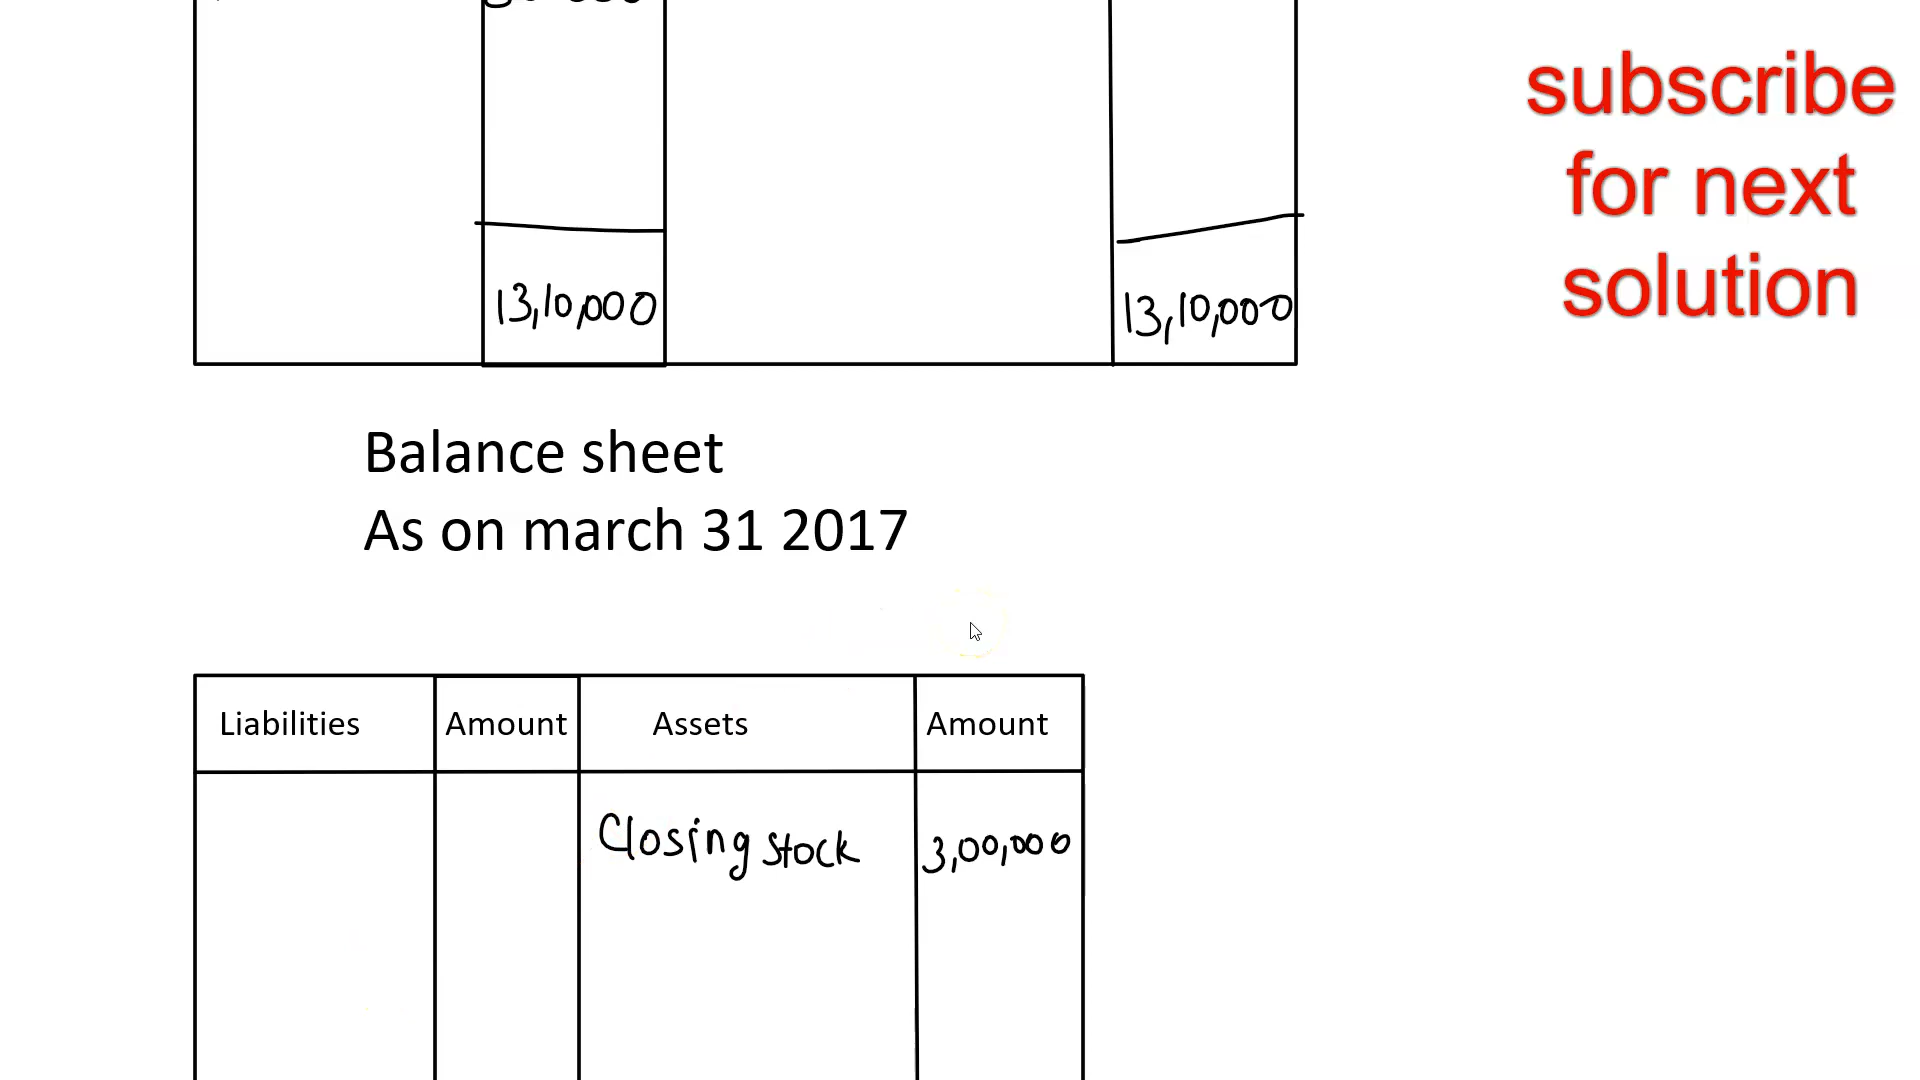 subscribe
for next
solution
13,10,000 13,10,000
Balance sheet
As on march 31 2017
Liabilities Amount Assets Amount
Closing stock 3,00,000